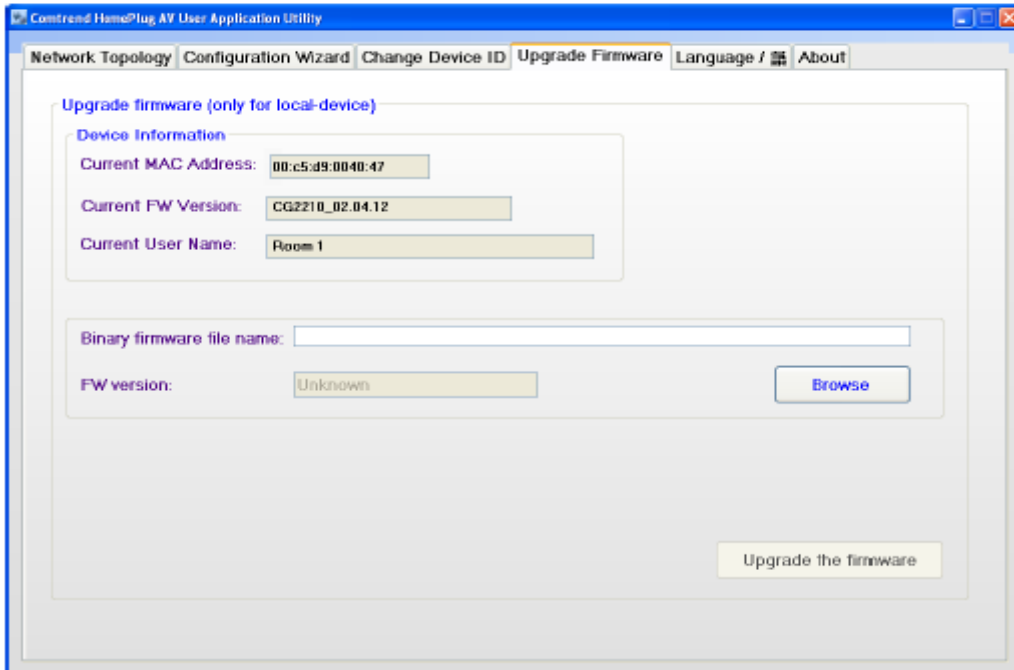 Comtrend HomePlug AV User Application Utility
Network Topology Configuration Wizard Change Device ID Upgrade Firmware Language / About
Upgrade firmware (only for local-device)
Device Information
Current MAC Address: 00:c5:d9:0040:47
Current FW Version: CG2210_02.04.12
Current User Name: Room 1
Binary firmware file name:
FW version: Unknown
Browse
Upgrade the firmware